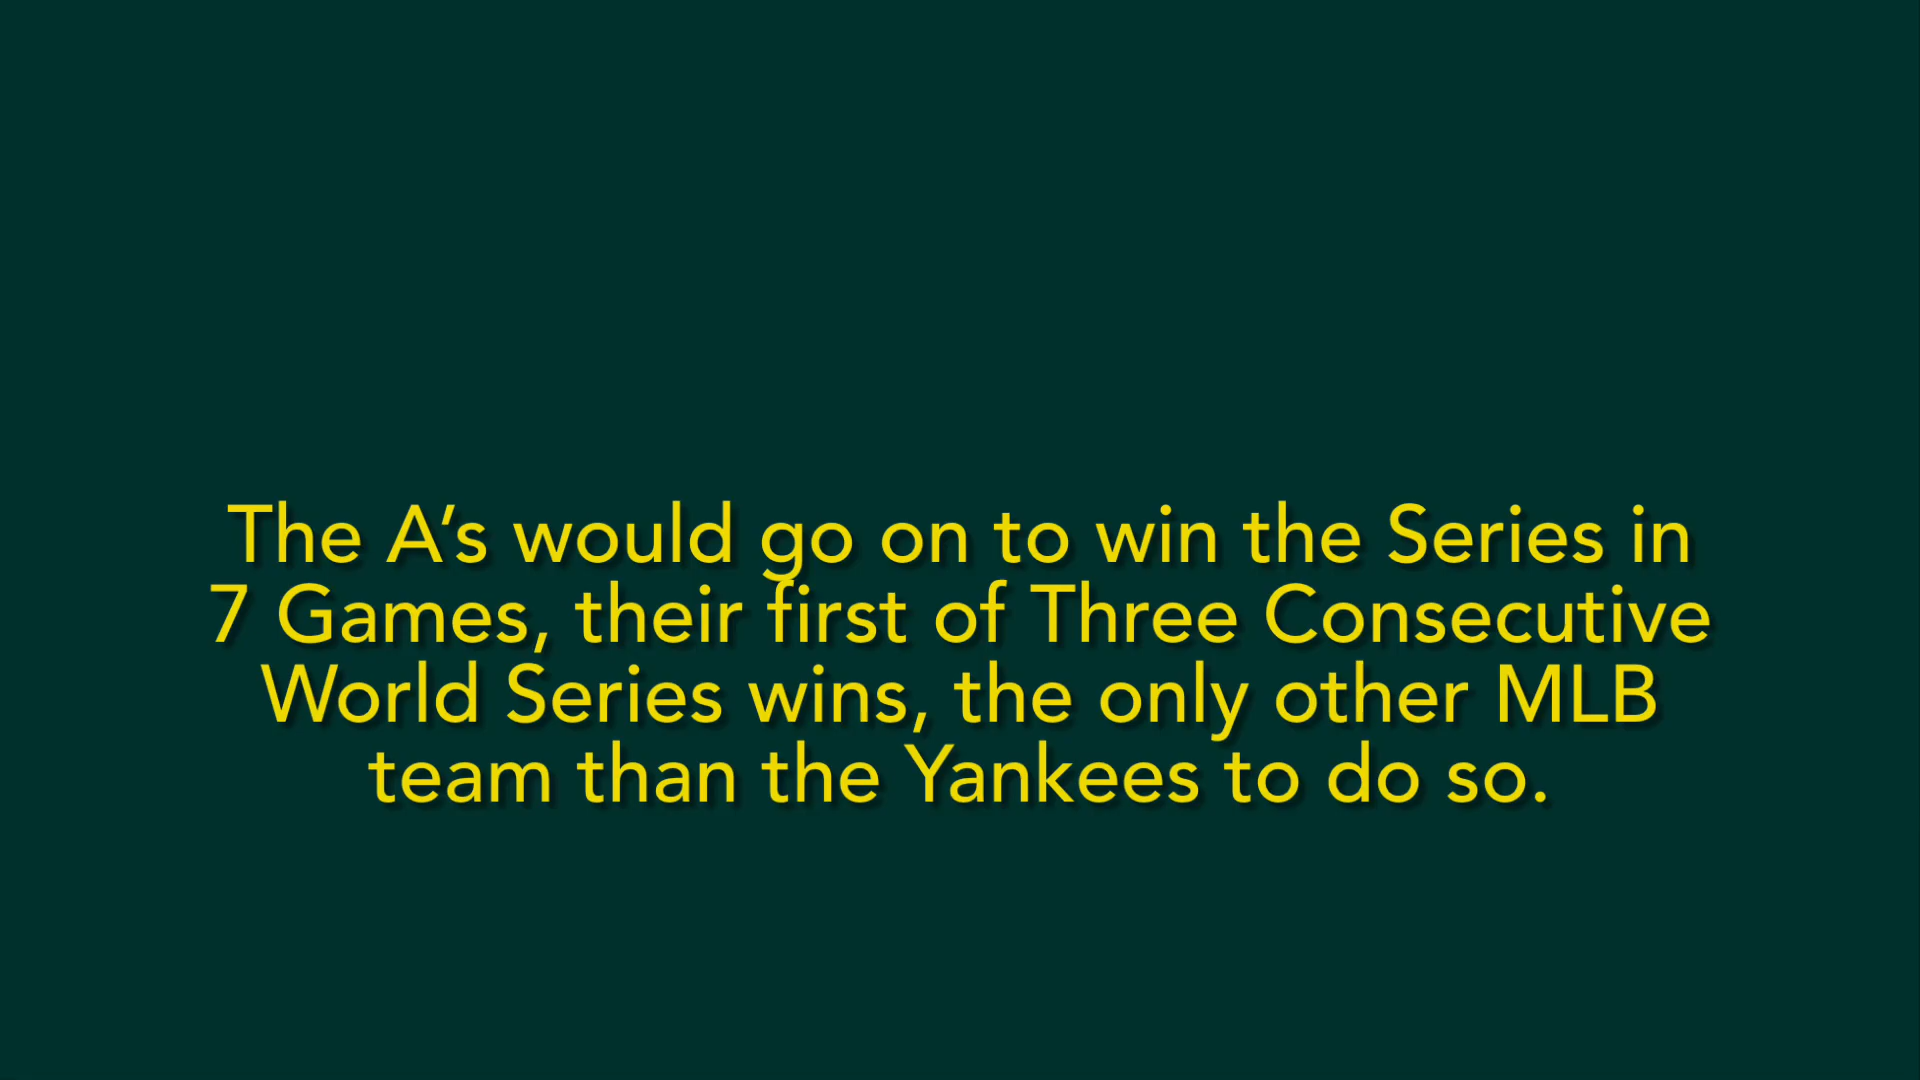 The A‘s would go on to win the Series in
7 Games, their first of Three Consecutive
World Series wins, the only other MLB
team than the Yankees to do so.